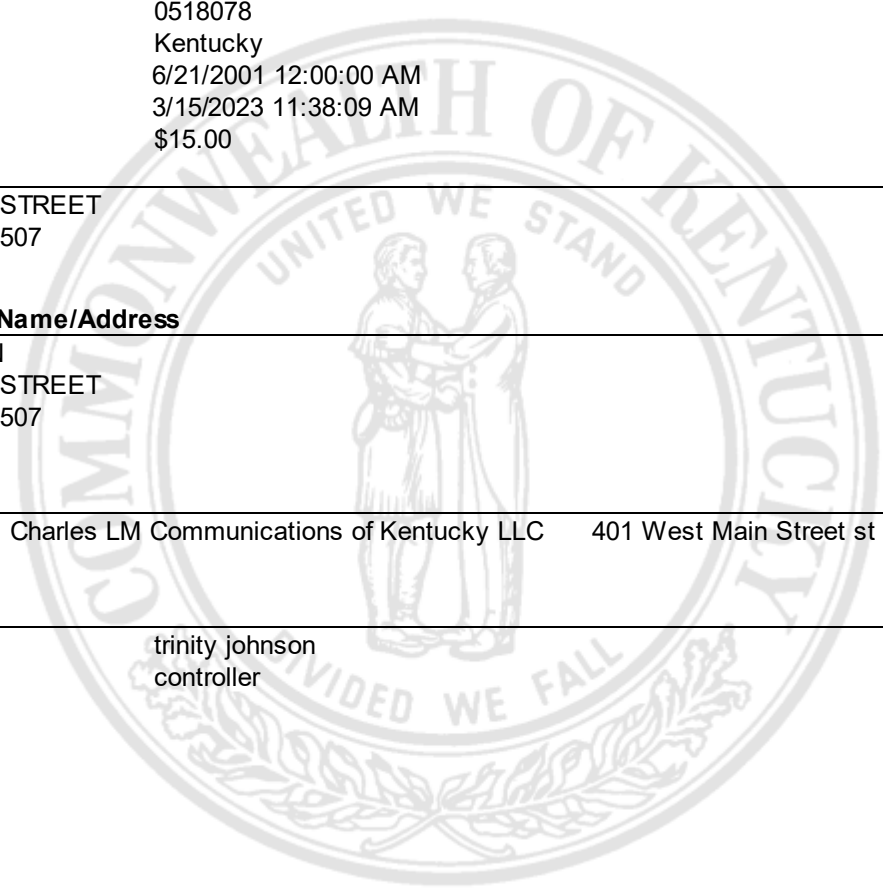 0518078
Kentucky
6/21/2001 12:00:00 AM
3/15/2023 11:38:09 AM
$15.00
STREET
507
Name/Address
STREET
507
Charles LM Communications of Kentucky LLC 401 West Main Street st
trinity johnson
controller
COMMONWEALTH OF KENTUCKY
UNITED WE STAND
DIVIDED WE FALL